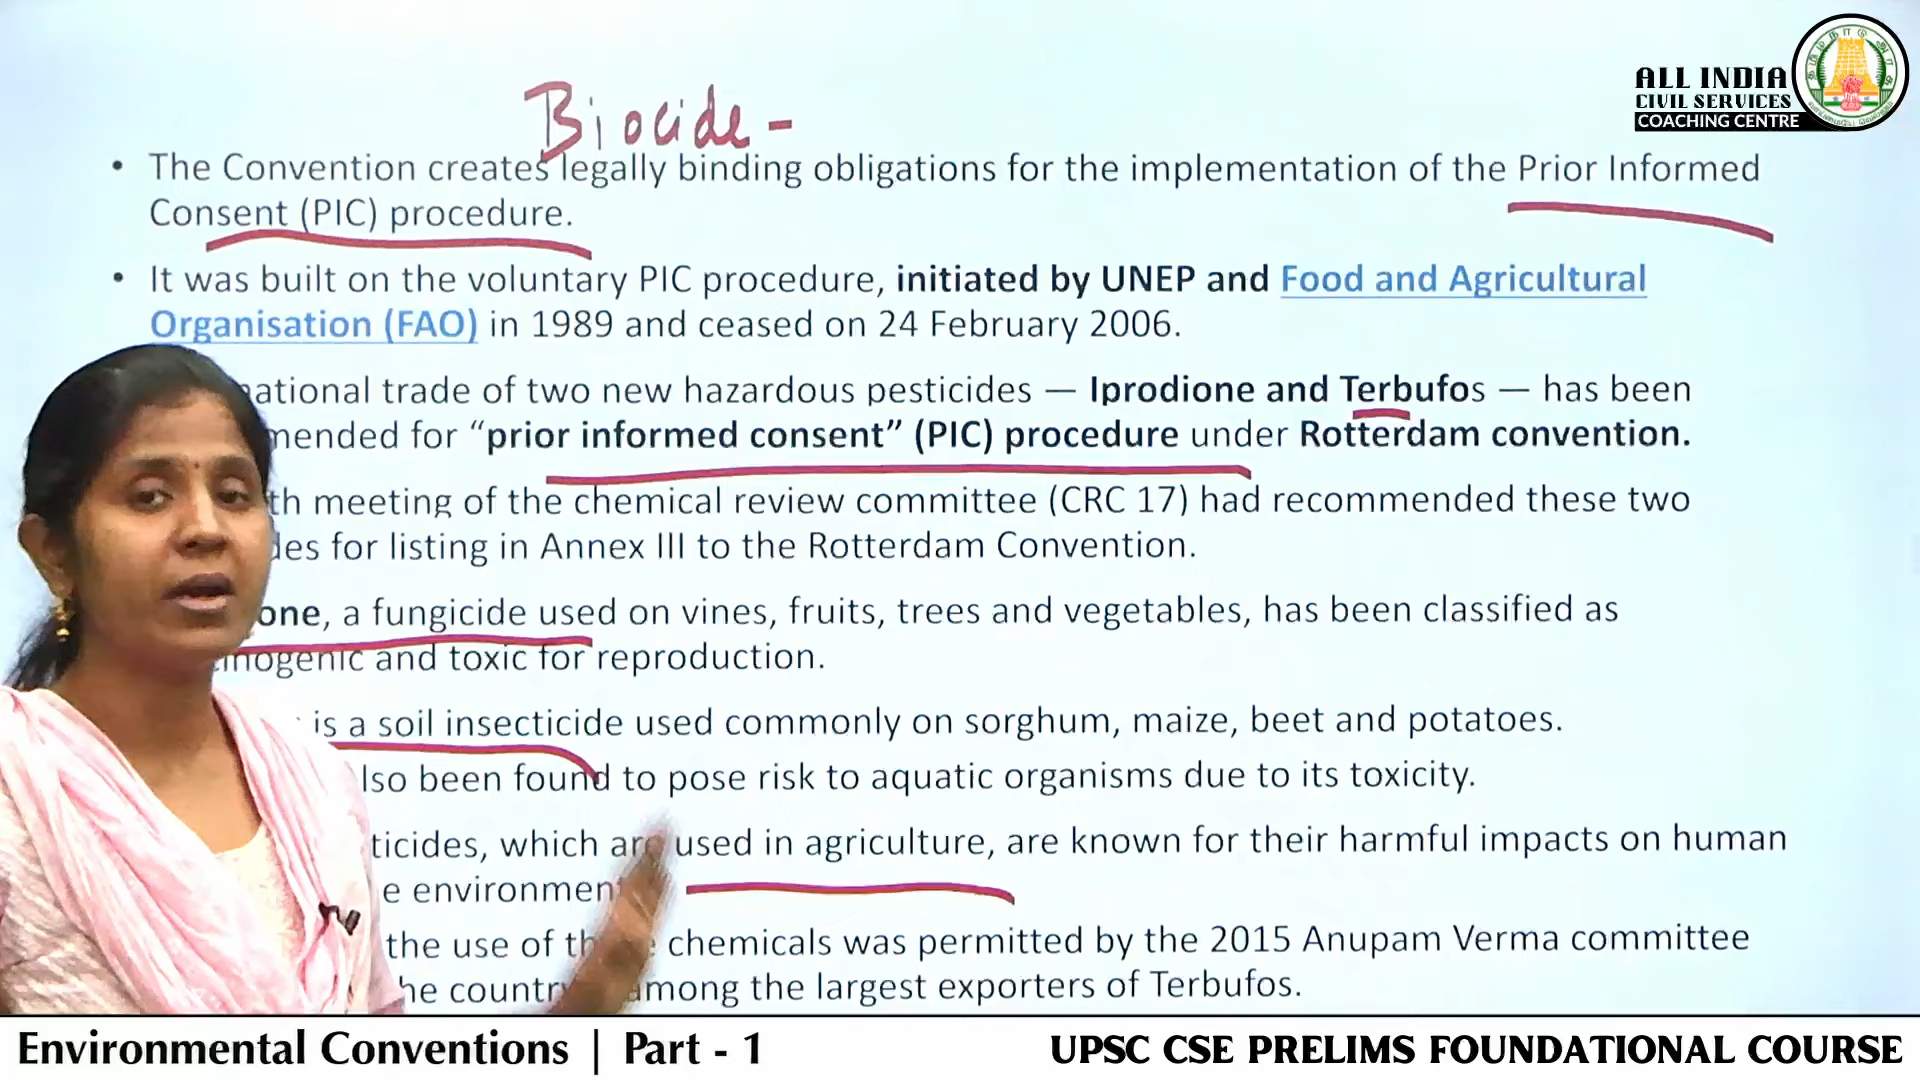 ALL INDIA
CIVIL SERVICES
COACHING CENTRE
Biocide -
• The Convention creates legally binding obligations for the implementation of the Prior Informed
Consent (PIC) procedure.
• It was built on the voluntary PIC procedure, initiated by UNEP and Food and Agricultural
Organisation (FAO) in 1989 and ceased on 24 February 2006.
ational trade of two new hazardous pesticides — Iprodione and Terbufos — has been
mended for “prior informed consent” (PIC) procedure under Rotterdam convention.
th meeting of the chemical review committee (CRC 17) had recommended these two
des for listing in Annex III to the Rotterdam Convention.
one, a fungicide used on vines, fruits, trees and vegetables, has been classified as
inogenic and toxic for reproduction.
is a soil insecticide used commonly on sorghum, maize, beet and potatoes.
lso been found to pose risk to aquatic organisms due to its toxicity.
ticides, which are used in agriculture, are known for their harmful impacts on human
e environmen
the use of chemicals was permitted by the 2015 Anupam Verma committee
he country among the largest exporters of Terbufos.
Environmental Conventions | Part - 1
UPSC CSE PRELIMS FOUNDATIONAL COURSE